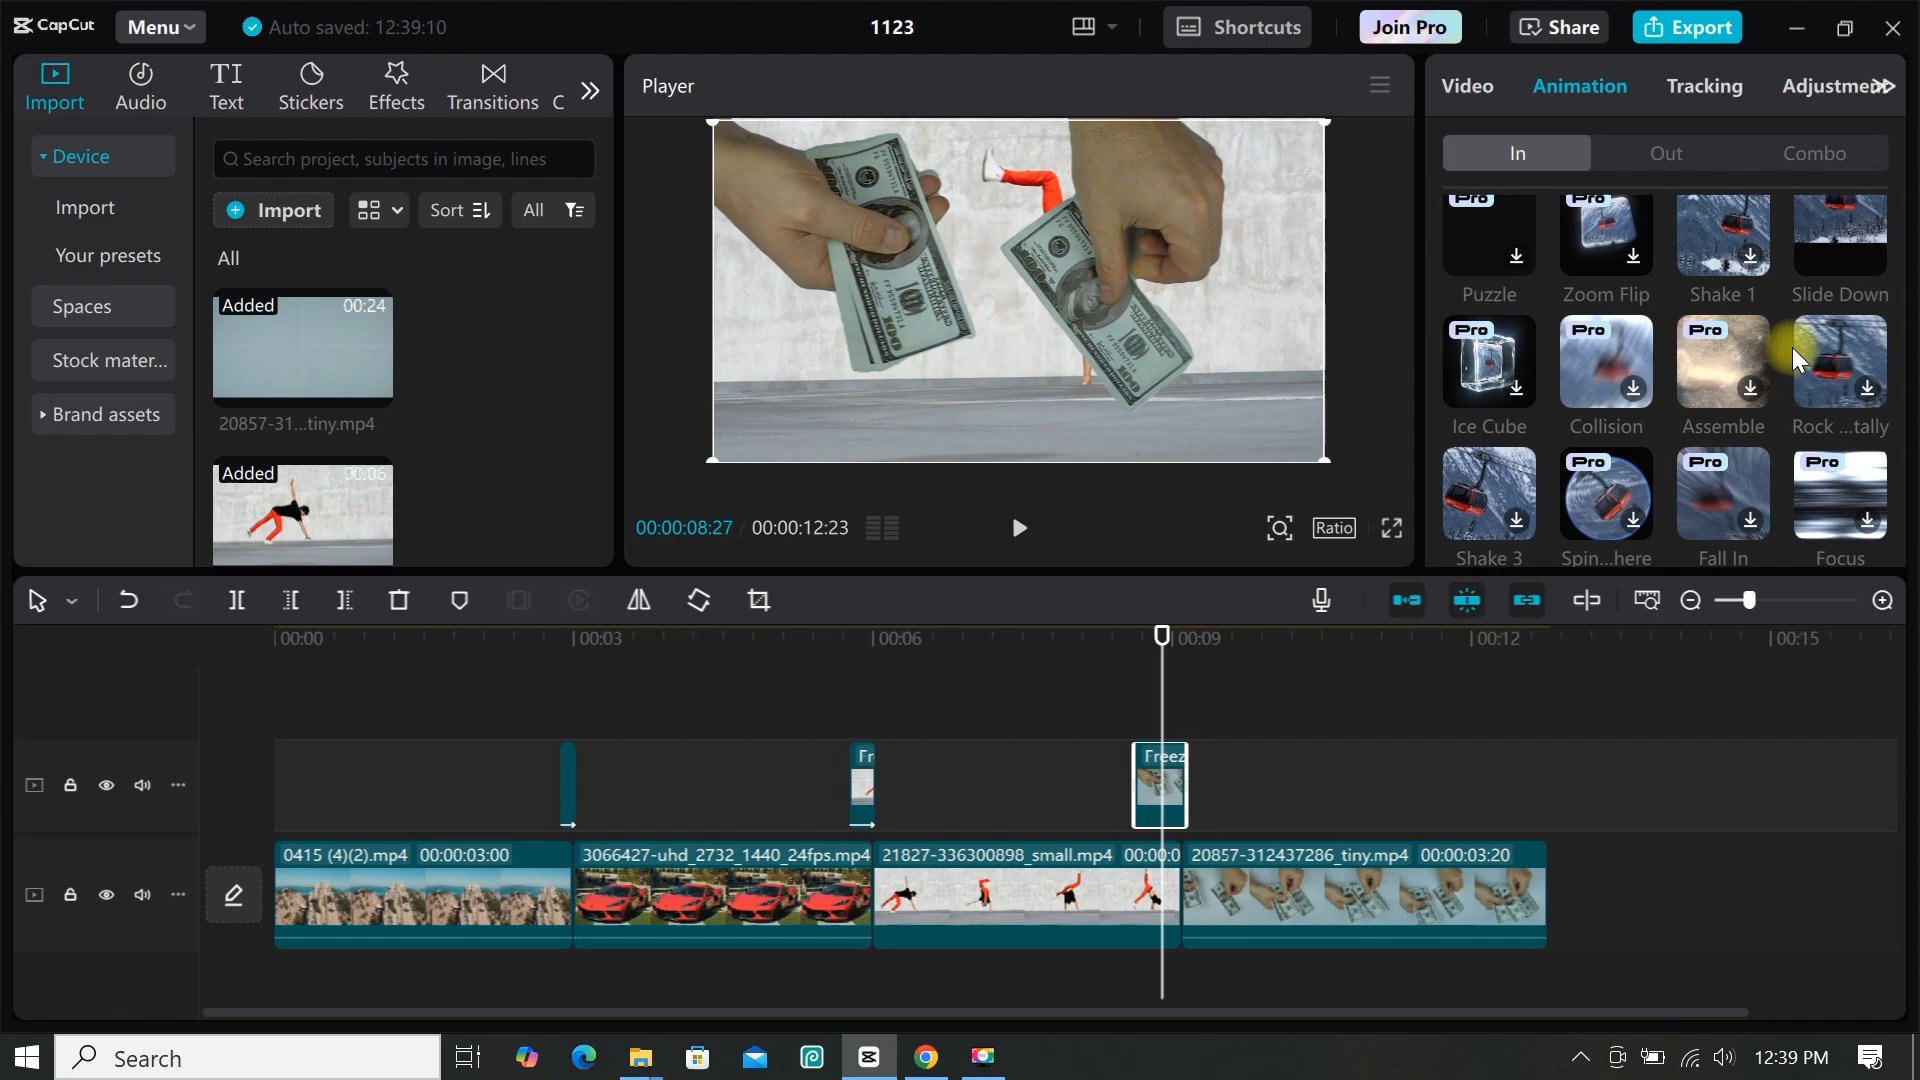 CapCut Menu Auto saved: 12:39:10 1123 Shortcuts Join Pro Share Export
Import Audio Text Stickers Effects Transitions C
Device
Import
Your presets
Spaces
Stock mater...
Brand assets
Search project, subjects in image, lines
Import Sort All
All
Added 00:24
20857-31...tiny.mp4
Added 00:06
Player
00:00:08:27 00:00:12:23 Ratio
Video Animation Tracking Adjustment
In Out Combo
Pro Pro
Puzzle Zoom Flip Shake 1 Slide Down
Pro Pro Pro
Ice Cube Collision Assemble Rock ...tally
Pro Pro Pro
Shake 3 Spin...here Fall In Focus
00:00 00:03 00:06 00:09 00:12 00:15
Fr Freez
0415 (4)(2).mp4 00:00:03:00 3066427-uhd_2732_1440_24fps.mp4 21827-336300898_small.mp4 00:00:0 20857-312437286_tiny.mp4 00:00:03:20
Search 12:39 PM